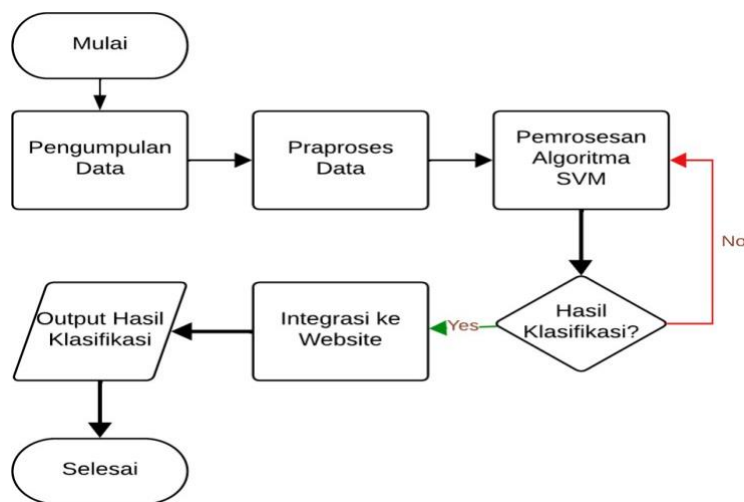 Mulai
Pengumpulan
Data
Praproses
Data
Pemrosesan
Algoritma
SVM
No
Hasil
Klasifikasi?
Yes
Integrasi ke
Website
Output Hasil
Klasifikasi
Selesai